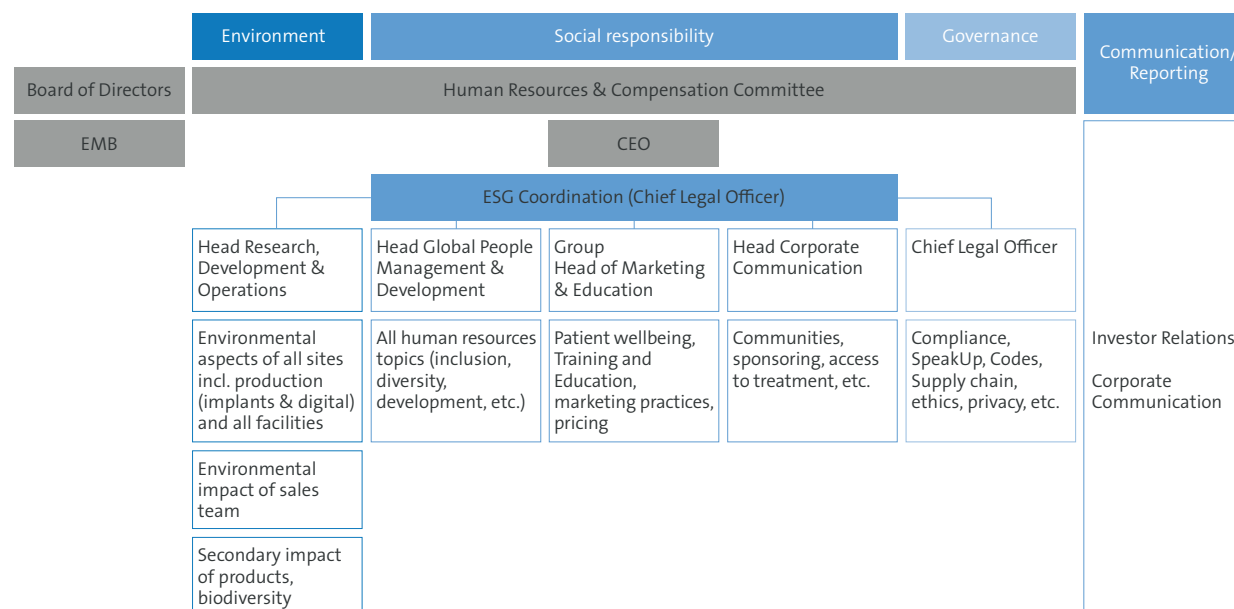 Environment
Social responsibility
Governance
Communication/
Reporting
Board of Directors
Human Resources & Compensation Committee
EMB
CEO
ESG Coordination (Chief Legal Officer)
Head Research,
Development &
Operations
Head Global People
Management &
Development
Group
Head of Marketing
& Education
Head Corporate
Communication
Chief Legal Officer
Environmental
aspects of all sites
incl. production
(implants & digital)
and all facilities
All human resources
topics (inclusion,
diversity,
development, etc.)
Patient wellbeing,
Training and
Education,
marketing practices,
pricing
Communities,
sponsoring, access
to treatment, etc.
Compliance,
SpeakUp, Codes,
Supply chain,
ethics, privacy, etc.
Investor Relations
Corporate
Communication
Environmental
impact of sales
team
Secondary impact
of products,
biodiversity